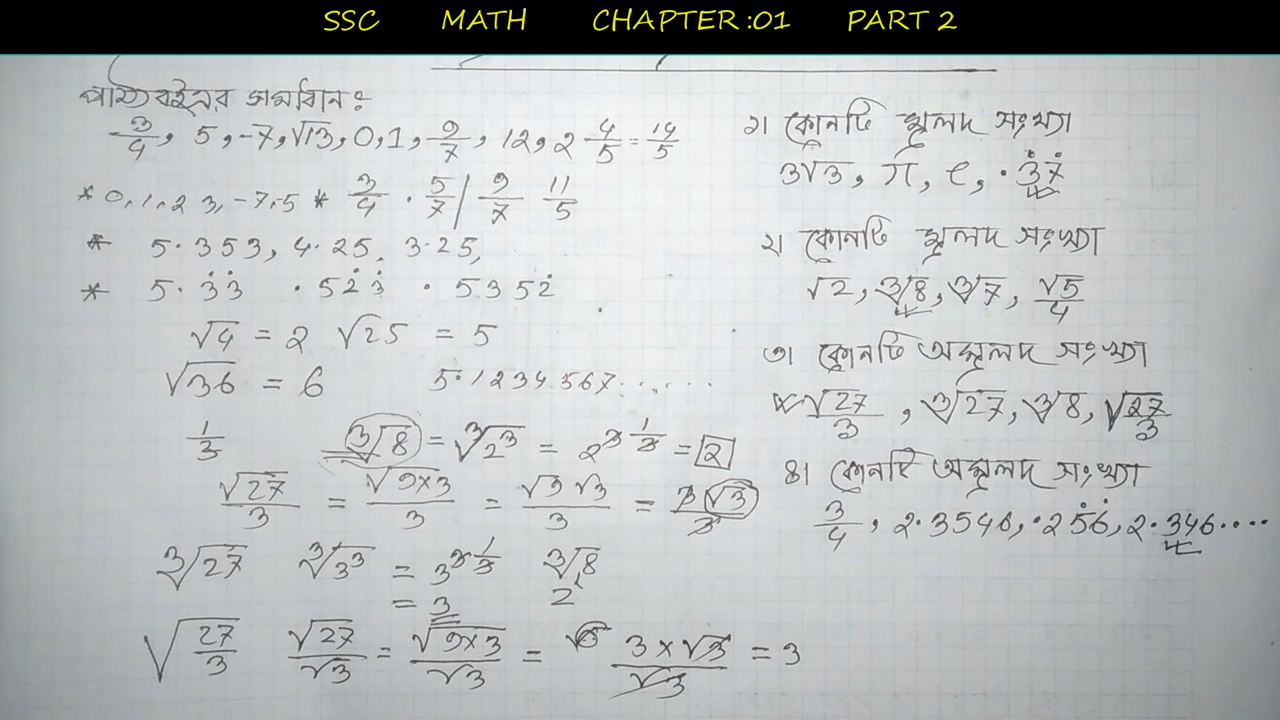 SSC MATH CHAPTER :01 PART 2
পাঠ্য বইয়ের সমাধান :
3/4, 5, -7, √13, 0, 1, 9/7, 12, 2 4/5 = 14/5
* 0, 1, 2 3, -7, 5 * 3/4 . 5/7 / 9/7 11/5
* 5.353, 4.25, 3.25,
* 5.3̇3̇ .52̇3̇ .5352̇
√4 = 2 √25 = 5
√36 = 6 5.1234567......
1/3 ∛8 = ∛2³ = 2^(3·1/3) = 2
√27/3 = √9×3/3 = √9 √3/3 = 3√3/3
∛27 ∛3³ = 3^(3·1/3) ∛8
= 3 2
√(27/3) √27/√3 = √9×3/√3 = 3×√3/√3 = 3
১। কোনটি মূলদ সংখ্যা
3√3, π, e, .3̇7̇
২। কোনটি মূলদ সংখ্যা
√2, ∛8, ∛7, √5/4
৩। কোনটি অমূলদ সংখ্যা
√27/3, ∛27, ∛8, √(27/3)
৪। কোনটি অমূলদ সংখ্যা
3/4, 2.3546, .25̇6̇, 2.346....